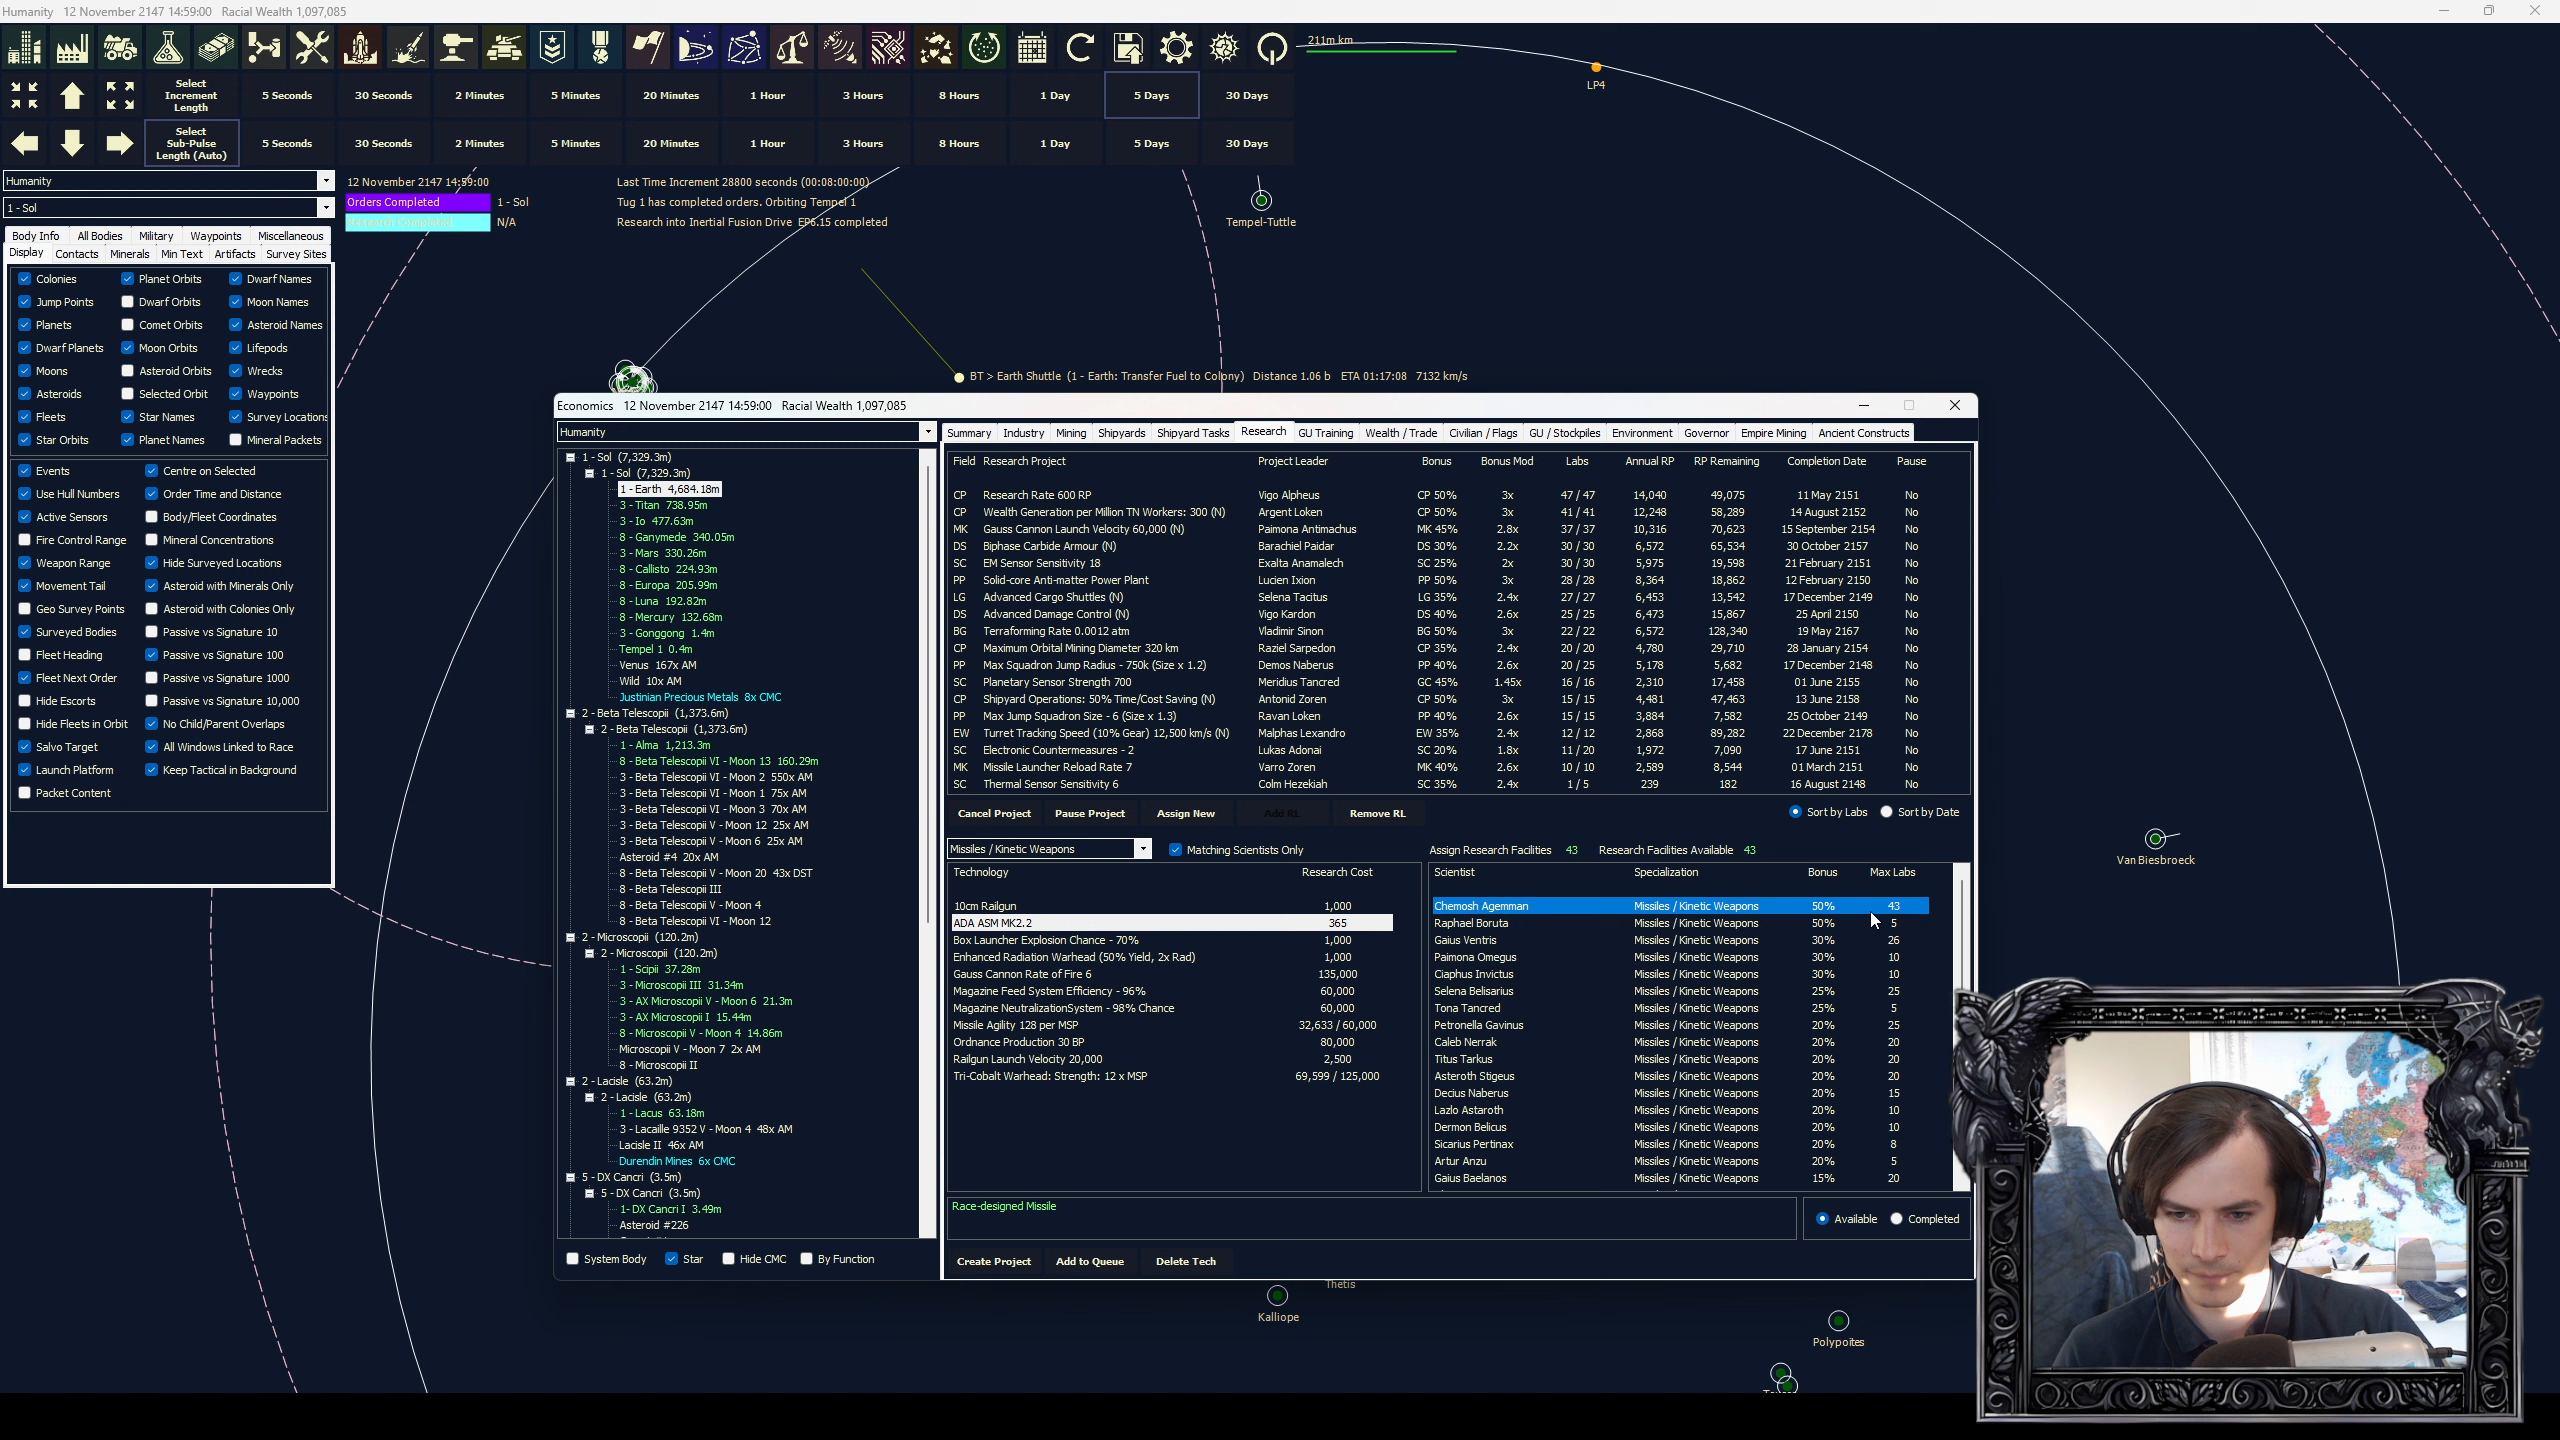 Humanity 12 November 2147 14:59:00 Racial Wealth 1,097,085
Select Increment Length 5 Seconds 30 Seconds 2 Minutes 5 Minutes 20 Minutes 1 Hour 3 Hours 8 Hours 1 Day 5 Days 30 Days
Select Sub-Pulse Length (Auto) 5 Seconds 30 Seconds 2 Minutes 5 Minutes 20 Minutes 1 Hour 3 Hours 8 Hours 1 Day 5 Days 30 Days
211m km
LP4
Tempel-Tuttle
Humanity
1 - Sol
12 November 2147 14:59:00 Last Time Increment 28800 seconds (00:08:00:00)
Orders Completed 1 - Sol Tug 1 has completed orders. Orbiting Tempel 1
N/A Research into Inertial Fusion Drive EP6.15 completed
Body Info All Bodies Military Waypoints Miscellaneous
Display Contacts Minerals Min Text Artifacts Survey Sites
Colonies Planet Orbits Dwarf Names
Jump Points Dwarf Orbits Moon Names
Planets Comet Orbits Asteroid Names
Dwarf Planets Moon Orbits Lifepods
Moons Asteroid Orbits Wrecks
Asteroids Selected Orbit Waypoints
Fleets Star Names Survey Locations
Star Orbits Planet Names Mineral Packets
Events Centre on Selected
Use Hull Numbers Order Time and Distance
Active Sensors Body/Fleet Coordinates
Fire Control Range Mineral Concentrations
Weapon Range Hide Surveyed Locations
Movement Tail Asteroid with Minerals Only
Geo Survey Points Asteroid with Colonies Only
Surveyed Bodies Passive vs Signature 10
Fleet Heading Passive vs Signature 100
Fleet Next Order Passive vs Signature 1000
Hide Escorts Passive vs Signature 10,000
Hide Fleets in Orbit No Child/Parent Overlaps
Salvo Target All Windows Linked to Race
Launch Platform Keep Tactical in Background
Packet Content
BT > Earth Shuttle (1 - Earth: Transfer Fuel to Colony) Distance 1.06 b ETA 01:17:08 7132 km/s
Economics 12 November 2147 14:59:00 Racial Wealth 1,097,085
Humanity
1 - Sol (7,329.3m)
1 - Sol (7,329.3m)
1 - Earth 4,684.18m
3 - Titan 738.95m
3 - Io 477.63m
8 - Ganymede 340.05m
3 - Mars 330.26m
8 - Callisto 224.93m
8 - Europa 205.99m
8 - Luna 192.82m
8 - Mercury 132.68m
3 - Gonggong 1.4m
Tempel 1 0.4m
Venus 167x AM
Wild 10x AM
Justinian Precious Metals 8x CMC
2 - Beta Telescopii (1,373.6m)
2 - Beta Telescopii (1,373.6m)
1 - Alma 1,213.3m
8 - Beta Telescopii VI - Moon 13 160.29m
3 - Beta Telescopii VI - Moon 2 550x AM
3 - Beta Telescopii VI - Moon 1 75x AM
3 - Beta Telescopii VI - Moon 3 70x AM
3 - Beta Telescopii V - Moon 12 25x AM
3 - Beta Telescopii V - Moon 6 25x AM
Asteroid #4 20x AM
8 - Beta Telescopii V - Moon 20 43x DST
8 - Beta Telescopii III
8 - Beta Telescopii V - Moon 4
8 - Beta Telescopii VI - Moon 12
2 - Microscopii (120.2m)
2 - Microscopii (120.2m)
1 - Scipii 37.28m
3 - Microscopii III 31.34m
3 - AX Microscopii V - Moon 6 21.3m
3 - AX Microscopii I 15.44m
8 - Microscopii V - Moon 4 14.86m
Microscopii V - Moon 7 2x AM
8 - Microscopii II
2 - Lacisle (63.2m)
2 - Lacisle (63.2m)
1 - Lacus 63.18m
3 - Lacaille 9352 V - Moon 4 48x AM
Lacisle II 46x AM
Durendin Mines 6x CMC
5 - DX Cancri (3.5m)
5 - DX Cancri (3.5m)
1- DX Cancri I 3.49m
Asteroid #226
System Body Star Hide CMC By Function
Summary Industry Mining Shipyards Shipyard Tasks Research GU Training Wealth / Trade Civilian / Flags GU / Stockpiles Environment Governor Empire Mining Ancient Constructs
Field Research Project Project Leader Bonus Bonus Mod Labs Annual RP RP Remaining Completion Date Pause
CP Research Rate 600 RP Vigo Alpheus CP 50% 3x 47 / 47 14,040 49,075 11 May 2151 No
CP Wealth Generation per Million TN Workers: 300 (N) Argent Loken CP 50% 3x 41 / 41 12,248 58,289 14 August 2152 No
MK Gauss Cannon Launch Velocity 60,000 (N) Paimona Antimachus MK 45% 2.8x 37 / 37 10,316 70,623 15 September 2154 No
DS Biphase Carbide Armour (N) Barachiel Paidar DS 30% 2.2x 30 / 30 6,572 65,534 30 October 2157 No
SC EM Sensor Sensitivity 18 Exalta Anamalech SC 25% 2x 30 / 30 5,975 19,598 21 February 2151 No
PP Solid-core Anti-matter Power Plant Lucien Ixion PP 50% 3x 28 / 28 8,364 18,862 12 February 2150 No
LG Advanced Cargo Shuttles (N) Selena Tacitus LG 35% 2.4x 27 / 27 6,453 13,542 17 December 2149 No
DS Advanced Damage Control (N) Vigo Kardon DS 40% 2.6x 25 / 25 6,473 15,867 25 April 2150 No
BG Terraforming Rate 0.0012 atm Vladimir Sinon BG 50% 3x 22 / 22 6,572 128,340 19 May 2167 No
CP Maximum Orbital Mining Diameter 320 km Raziel Sarpedon CP 35% 2.4x 20 / 20 4,780 29,710 28 January 2154 No
PP Max Squadron Jump Radius - 750k (Size x 1.2) Demos Naberus PP 40% 2.6x 20 / 25 5,178 5,682 17 December 2148 No
SC Planetary Sensor Strength 700 Meridius Tancred GC 45% 1.45x 16 / 16 2,310 17,458 01 June 2155 No
CP Shipyard Operations: 50% Time/Cost Saving (N) Antonid Zoren CP 50% 3x 15 / 15 4,481 47,463 13 June 2158 No
PP Max Jump Squadron Size - 6 (Size x 1.3) Ravan Loken PP 40% 2.6x 15 / 15 3,884 7,582 25 October 2149 No
EW Turret Tracking Speed (10% Gear) 12,500 km/s (N) Malphas Lexandro EW 35% 2.4x 12 / 12 2,868 89,282 22 December 2178 No
SC Electronic Countermeasures - 2 Lukas Adonai SC 20% 1.8x 11 / 20 1,972 7,090 17 June 2151 No
MK Missile Launcher Reload Rate 7 Varro Zoren MK 40% 2.6x 10 / 10 2,589 8,544 01 March 2151 No
SC Thermal Sensor Sensitivity 6 Colm Hezekiah SC 35% 2.4x 1 / 5 239 182 16 August 2148 No
Cancel Project Pause Project Assign New Add RL Remove RL Sort by Labs Sort by Date
Missiles / Kinetic Weapons Matching Scientists Only Assign Research Facilities 43 Research Facilities Available 43
Technology Research Cost
10cm Railgun 1,000
ADA ASM MK2.2 365
Box Launcher Explosion Chance - 70% 1,000
Enhanced Radiation Warhead (50% Yield, 2x Rad) 1,000
Gauss Cannon Rate of Fire 6 135,000
Magazine Feed System Efficiency - 96% 60,000
Magazine NeutralizationSystem - 98% Chance 60,000
Missile Agility 128 per MSP 32,633 / 60,000
Ordnance Production 30 BP 80,000
Railgun Launch Velocity 20,000 2,500
Tri-Cobalt Warhead: Strength: 12 x MSP 69,599 / 125,000
Scientist Specialization Bonus Max Labs
Chemosh Agemman Missiles / Kinetic Weapons 50% 43
Raphael Boruta Missiles / Kinetic Weapons 50% 5
Gaius Ventris Missiles / Kinetic Weapons 30% 26
Paimona Omegus Missiles / Kinetic Weapons 30% 10
Ciaphus Invictus Missiles / Kinetic Weapons 30% 10
Selena Belisarius Missiles / Kinetic Weapons 25% 25
Tona Tancred Missiles / Kinetic Weapons 25% 5
Petronella Gavinus Missiles / Kinetic Weapons 20% 25
Caleb Nerrak Missiles / Kinetic Weapons 20% 20
Titus Tarkus Missiles / Kinetic Weapons 20% 20
Asteroth Stigeus Missiles / Kinetic Weapons 20% 20
Decius Naberus Missiles / Kinetic Weapons 20% 15
Lazlo Astaroth Missiles / Kinetic Weapons 20% 10
Dermon Belicus Missiles / Kinetic Weapons 20% 10
Sicarius Pertinax Missiles / Kinetic Weapons 20% 8
Artur Anzu Missiles / Kinetic Weapons 20% 5
Gaius Baelanos Missiles / Kinetic Weapons 15% 20
Race-designed Missile
Available Completed
Create Project Add to Queue Delete Tech
Van Biesbroeck
Thetis
Kalliope
Polypoites